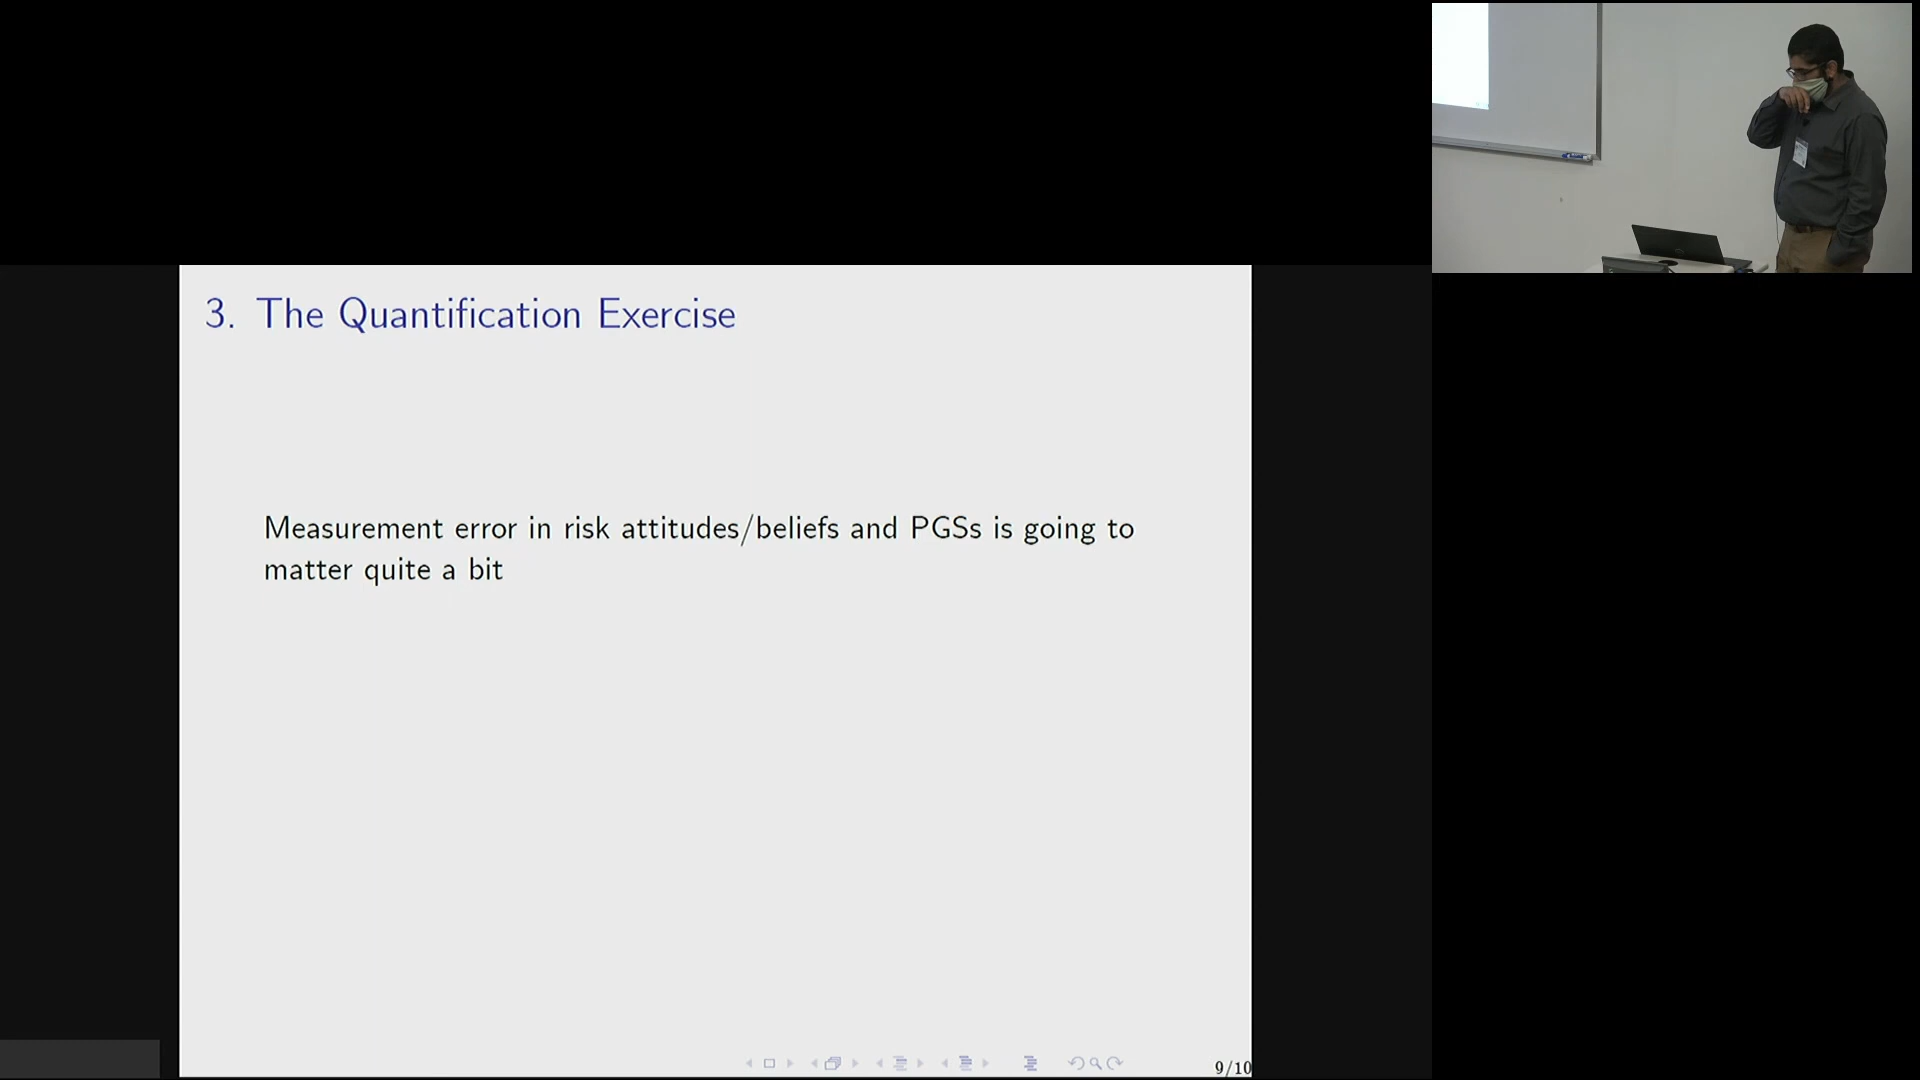 3. The Quantification Exercise
Measurement error in risk attitudes/beliefs and PGSs is going to
matter quite a bit
9/10